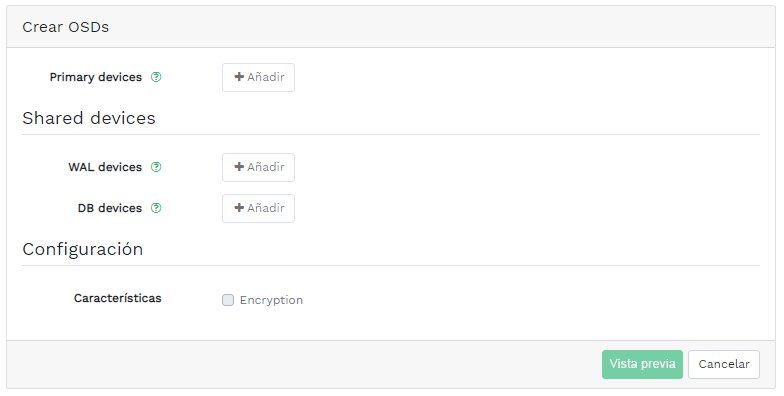 Crear OSDs
Primary devices
Añadir
Shared devices
WAL devices
Añadir
DB devices
Añadir
Configuración
Características
Encryption
Vista previa
Cancelar